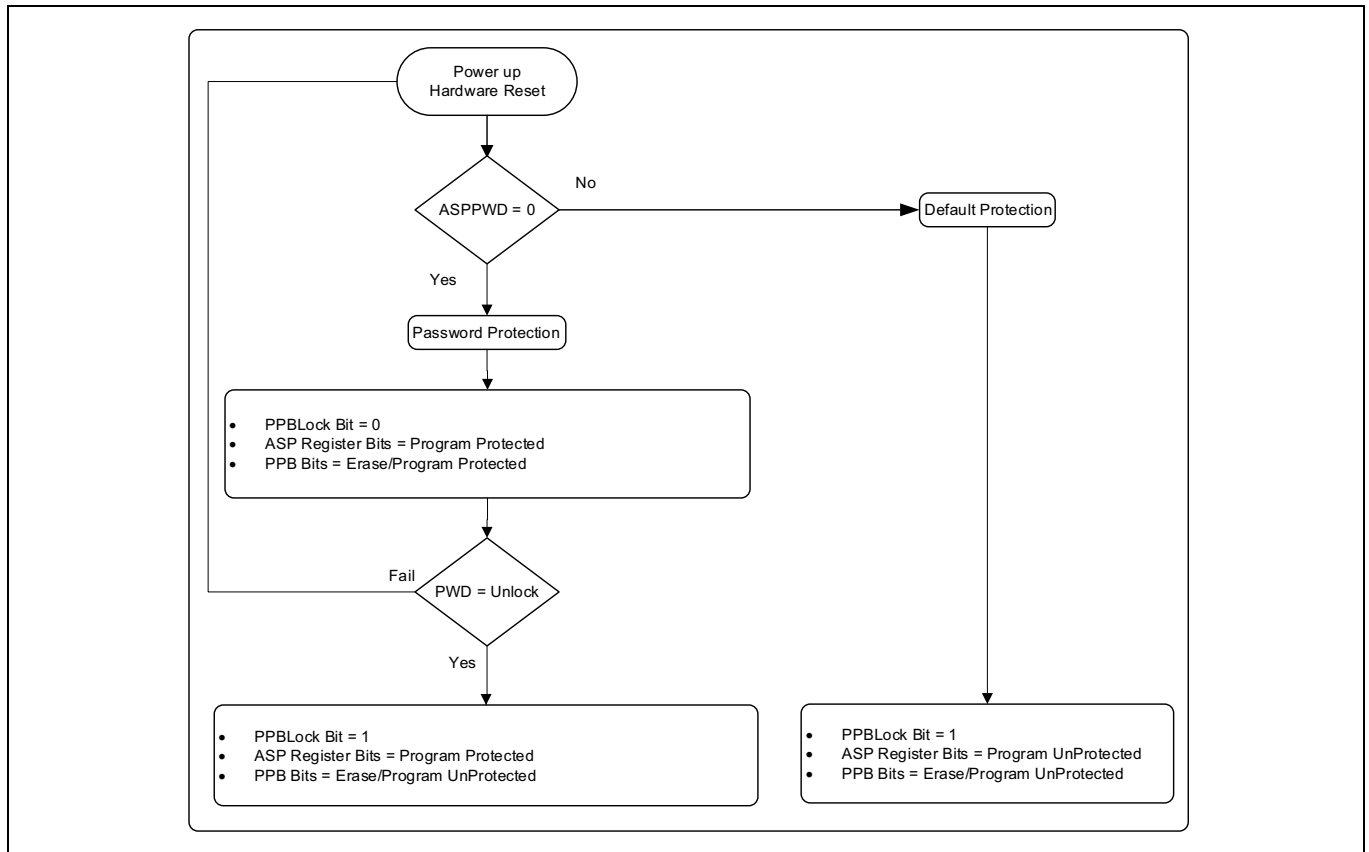 Power up
Hardware Reset
ASPPWD = 0
No
Default Protection
Yes
Password Protection
• PPBLock Bit = 0
• ASP Register Bits = Program Protected
• PPB Bits = Erase/Program Protected
Fail
PWD = Unlock
Yes
• PPBLock Bit = 1
• ASP Register Bits = Program Protected
• PPB Bits = Erase/Program UnProtected
• PPBLock Bit = 1
• ASP Register Bits = Program UnProtected
• PPB Bits = Erase/Program UnProtected